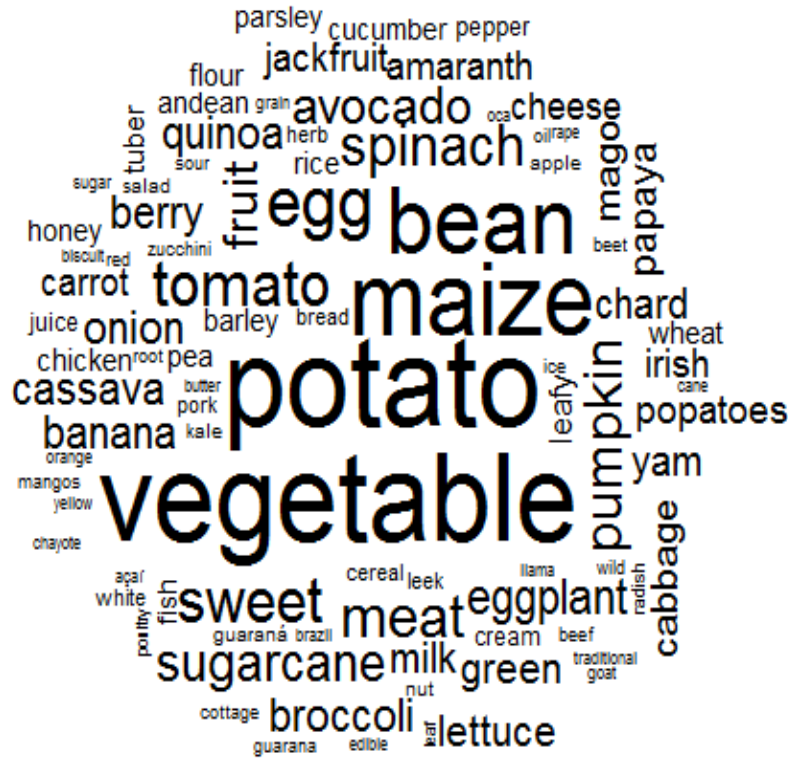 parsley cucumber pepper
jackfruit amaranth
flour
andean grain avocado oca cheese
tuber quinoa herb spinach oil rape magoe
sour rice apple
sugar salad fruit egg bean papaya
berry
honey zucchini beet
biscuit red
carrot tomato maize chard
juice onion barley bread wheat
chicken root pea potato ice leafy pumpkin irish
cassava butter cane
pork popatoes
banana kale
orange yam
mangos vegetable
yellow
chayote cabbage
açaí cereal leek llama wild radish
white poultry fish sweet meat eggplant
guaraná brazil cream beef
sugarcane milk green traditional
goat
nut
cottage broccoli leaf lettuce
guarana edible